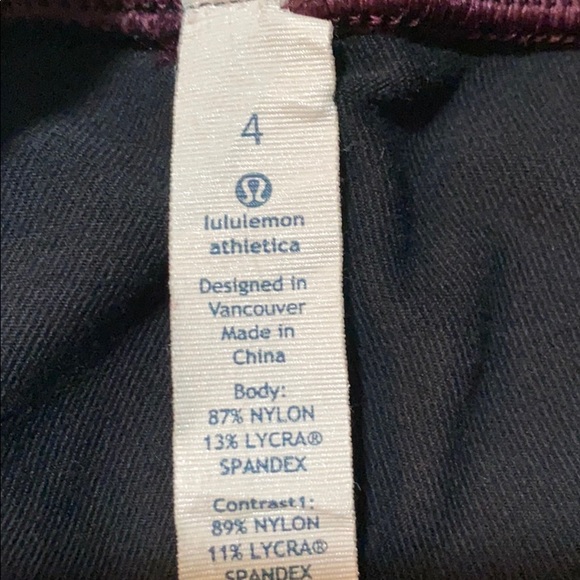 4
lululemon
athletica
Designed in
Vancouver
Made in
China
Body:
87% NYLON
13% LYCRA®
SPANDEX
Contrast1:
89% NYLON
11% LYCRA®
SPANDEX